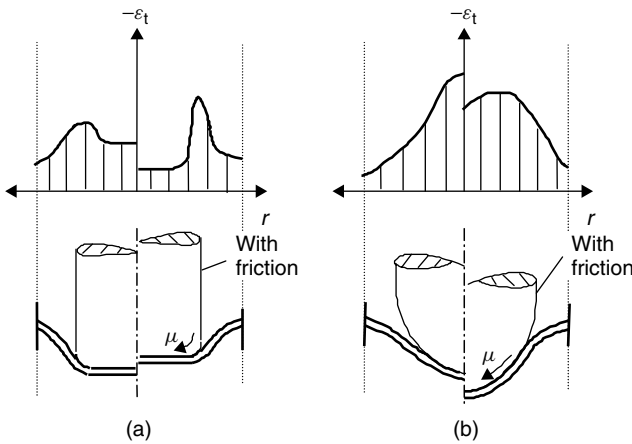 −εt
−εt
r
r
With
friction
With
friction
μ
μ
(a)
(b)